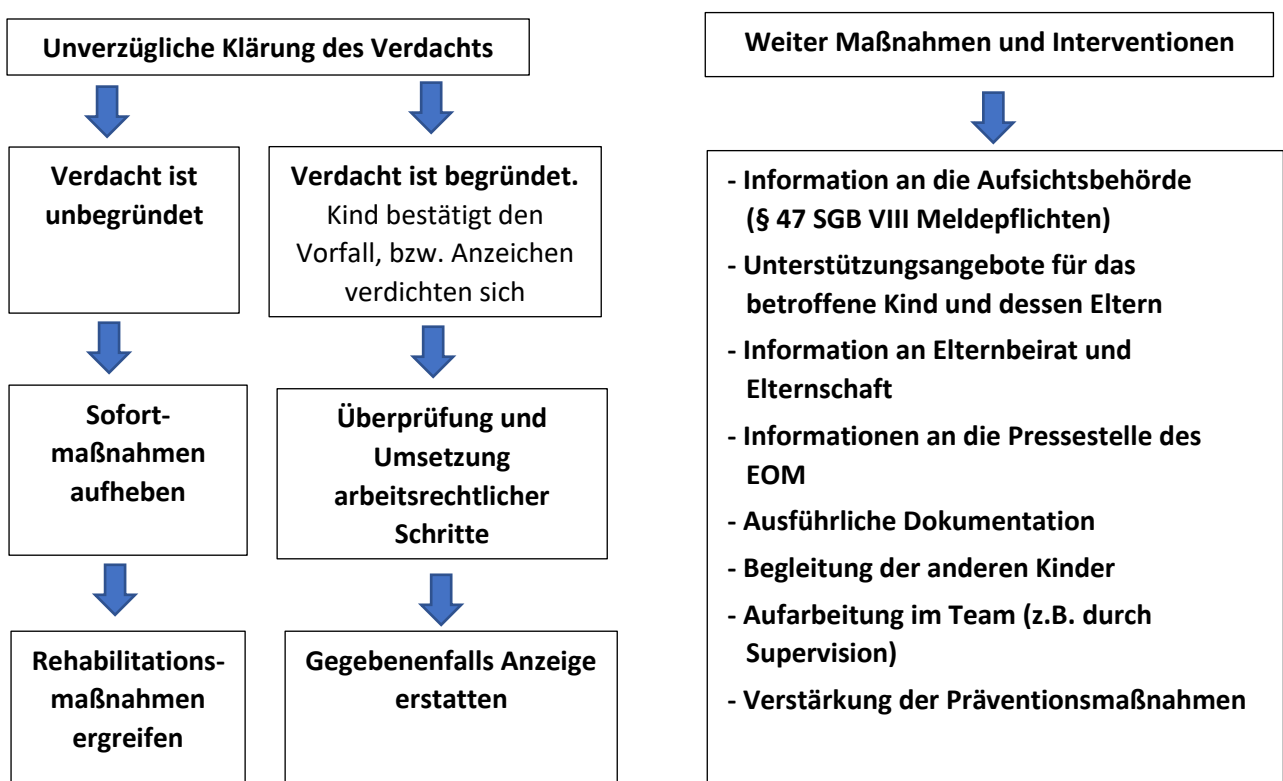 Unverzügliche Klärung des Verdachts
Verdacht ist
unbegründet
Verdacht ist begründet.
Kind bestätigt den
Vorfall, bzw. Anzeichen
verdichten sich
Sofort-
maßnahmen
aufheben
Überprüfung und
Umsetzung
arbeitsrechtlicher
Schritte
Rehabilitations-
maßnahmen
ergreifen
Gegebenenfalls Anzeige
erstatten
Weiter Maßnahmen und Interventionen
- Information an die Aufsichtsbehörde
(§ 47 SGB VIII Meldepflichten)
- Unterstützungsangebote für das
betroffene Kind und dessen Eltern
- Information an Elternbeirat und
Elternschaft
- Informationen an die Pressestelle des
EOM
- Ausführliche Dokumentation
- Begleitung der anderen Kinder
- Aufarbeitung im Team (z.B. durch
Supervision)
- Verstärkung der Präventionsmaßnahmen